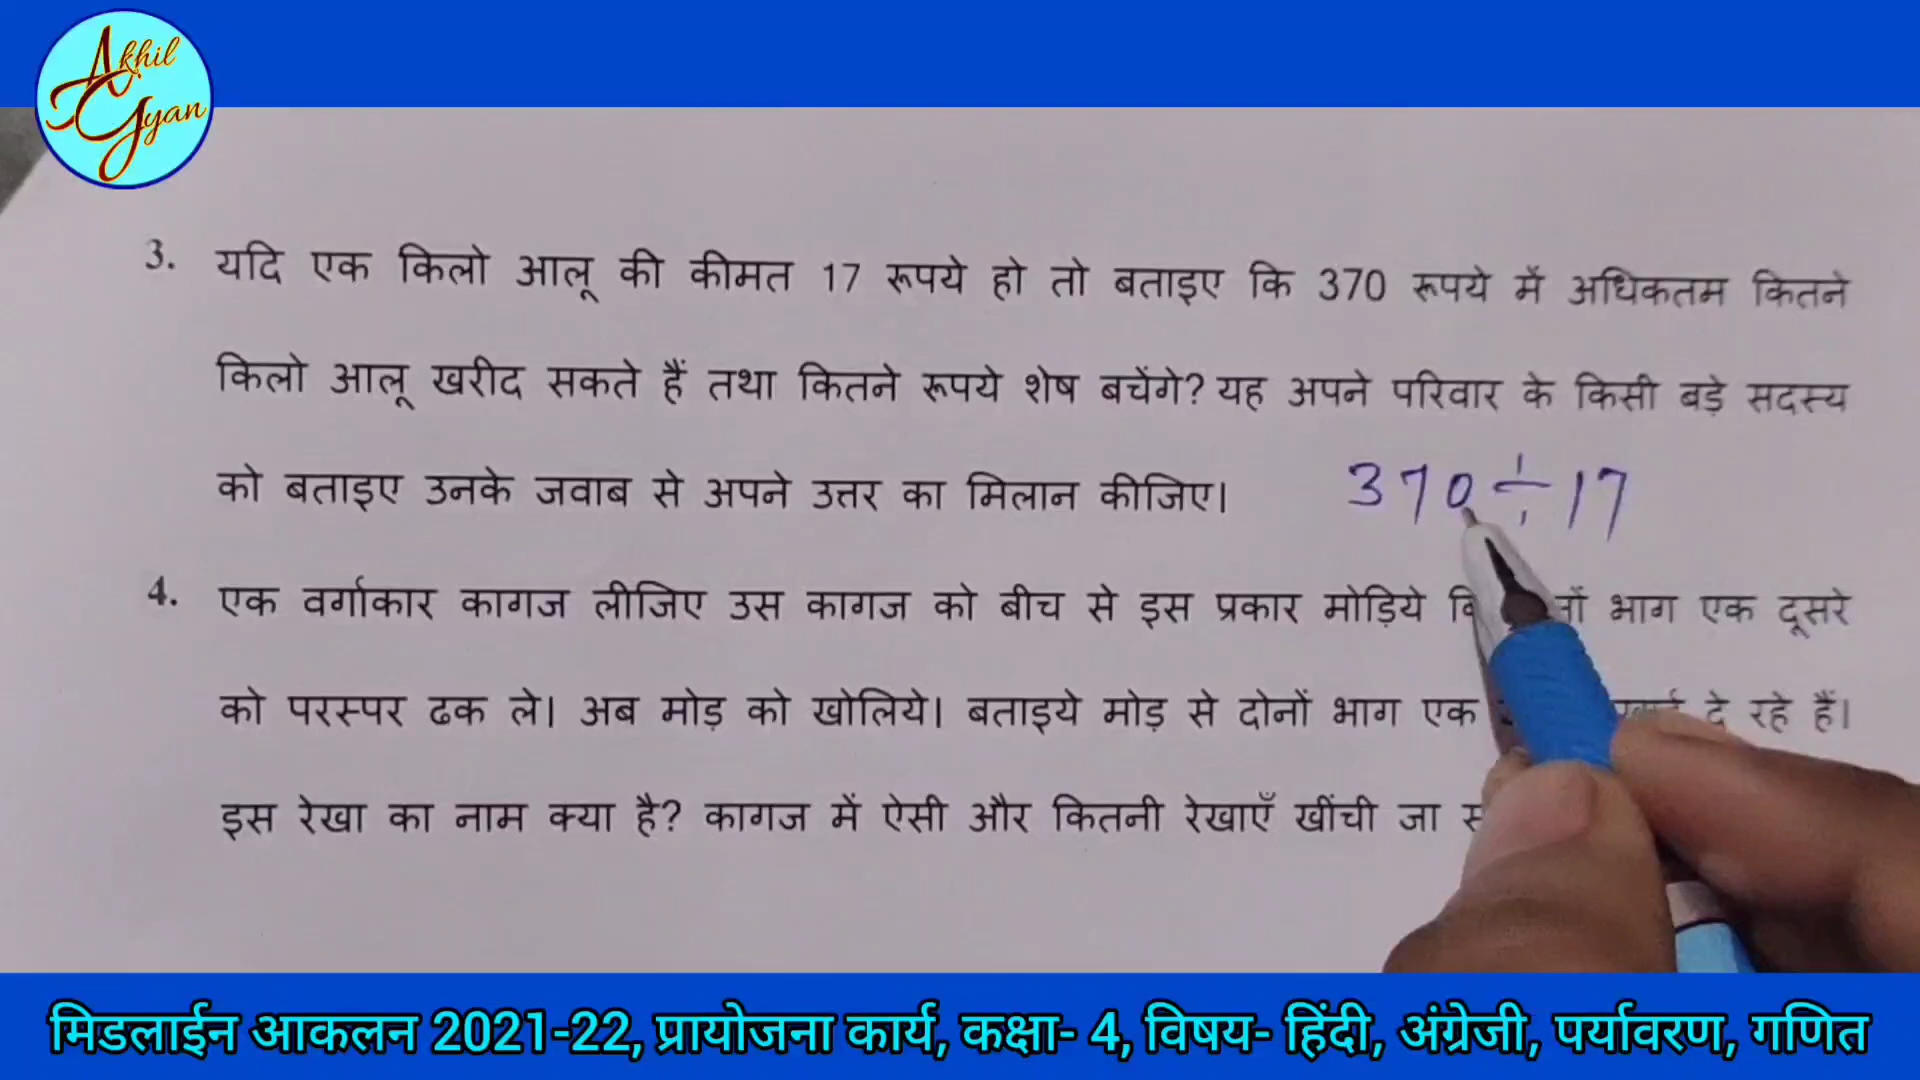 Akhil
Gyan
3. यदि एक किलो आलू की कीमत 17 रूपये हो तो बताइए कि 370 रूपये में अधिकतम कितने
किलो आलू खरीद सकते हैं तथा कितने रूपये शेष बचेंगे? यह अपने परिवार के किसी बड़े सदस्य
को बताइए उनके जवाब से अपने उत्तर का मिलान कीजिए। 370 ÷ 17
4. एक वर्गाकार कागज लीजिए उस कागज को बीच से इस प्रकार मोड़िये भाग एक दूसरे
को परस्पर ढक ले। अब मोड़ को खोलिये। बताइये मोड़ से दोनों भाग एक दे रहे हैं।
इस रेखा का नाम क्या है? कागज में ऐसी और कितनी रेखाएँ खींची जा
मिडलाईन आकलन 2021-22, प्रायोजना कार्य, कक्षा- 4, विषय- हिंदी, अंग्रेजी, पर्यावरण, गणित